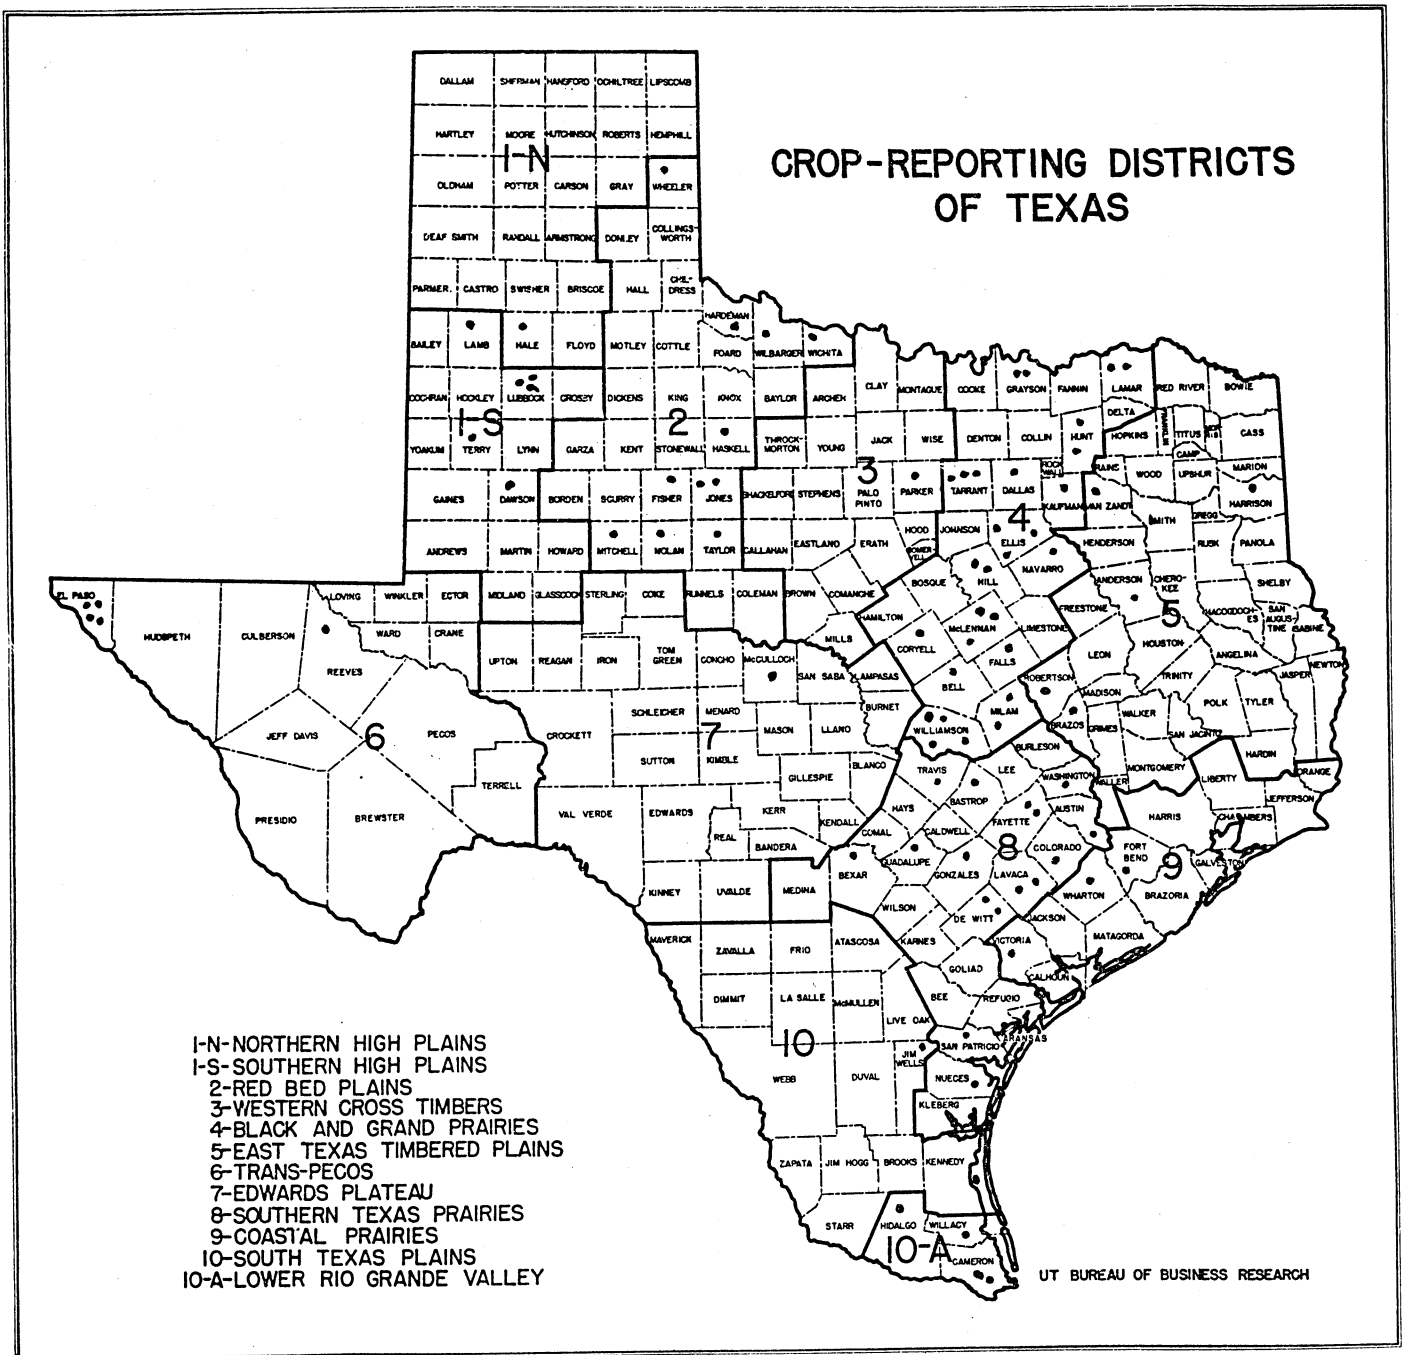 CROP-REPORTING DISTRICTS
OF TEXAS
DALLAM SHERMAN HANSFORD OCHILTREE LIPSCOMB
HARTLEY MOORE HUTCHINSON ROBERTS HEMPHILL
1-N
OLDHAM POTTER CARSON GRAY WHEELER
DEAF SMITH RANDALL ARMSTRONG DONLEY COLLINGS-
WORTH
PARMER CASTRO SWISHER BRISCOE HALL CHIL-
DRESS
HARDEMAN
BAILEY LAMB HALE FLOYD MOTLEY COTTLE FOARD WILBARGER WICHITA
COCHRAN HOCKLEY LUBBOCK CROSBY DICKENS KING KNOX BAYLOR ARCHER CLAY MONTAGUE COOKE GRAYSON FANNIN LAMAR RED RIVER BOWIE
1-S 2
DELTA
YOAKUM TERRY LYNN GARZA KENT STONEWALL HASKELL THROCK-
MORTON YOUNG JACK WISE DENTON COLLIN HUNT HOPKINS FRANKLIN TITUS CASS
CAMP
3
ROCK
WALL RAINS WOOD UPSHUR MARION
GAINES DAWSON BORDEN SCURRY FISHER JONES SHACKELFORD STEPHENS PALO
PINTO PARKER TARRANT DALLAS KAUFMAN VAN ZANDT HARRISON
4
SMITH GREGG
ANDREWS MARTIN HOWARD MITCHELL NOLAN TAYLOR CALLAHAN EASTLAND ERATH HOOD JOHNSON ELLIS HENDERSON RUSK PANOLA
SOMER-
VELL
EL PASO LOVING WINKLER ECTOR MIDLAND GLASSCOCK STERLING COKE RUNNELS COLEMAN BROWN COMANCHE BOSQUE HILL NAVARRO ANDERSON CHERO-
KEE SHELBY
5
HUDSPETH CULBERSON WARD CRANE HAMILTON McLENNAN LIMESTONE FREESTONE NACOGDOCH-
ES SAN
AUGUS-
TINE SABINE
REEVES UPTON REAGAN IRON TOM
GREEN CONCHO McCULLOCH MILLS CORYELL FALLS LEON HOUSTON ANGELINA
SAN SABA LAMPASAS BELL ROBERTSON TRINITY JASPER NEWTON
MADISON
JEFF DAVIS 6 PECOS CROCKETT SCHLEICHER MENARD MASON LLANO BURNET MILAM BRAZOS GRIMES WALKER POLK TYLER
7
WILLIAMSON SAN JACINTO
SUTTON KIMBLE BLANCO BURLESON HARDIN
TERRELL GILLESPIE TRAVIS LEE WASHINGTON WALLER MONTGOMERY LIBERTY ORANGE
PRESIDIO BREWSTER VAL VERDE EDWARDS KERR KENDALL HAYS BASTROP FAYETTE AUSTIN HARRIS JEFFERSON
REAL BANDERA COMAL CALDWELL 8 COLORADO FORT
BEND CHAMBERS
9 GALVESTON
KINNEY UVALDE MEDINA BEXAR GUADALUPE GONZALES LAVACA WHARTON BRAZORIA
WILSON DE WITT JACKSON
MAVERICK ZAVALLA FRIO ATASCOSA KARNES VICTORIA MATAGORDA
GOLIAD CALHOUN
DIMMIT LA SALLE McMULLEN BEE REFUGIO
LIVE OAK
10 JIM
WELLS SAN PATRICIO ARANSAS
WEBB DUVAL NUECES
KLEBERG
ZAPATA JIM HOGG BROOKS KENNEDY
STARR HIDALGO WILLACY
10-A CAMERON
1-N-NORTHERN HIGH PLAINS
1-S-SOUTHERN HIGH PLAINS
2-RED BED PLAINS
3-WESTERN CROSS TIMBERS
4-BLACK AND GRAND PRAIRIES
5-EAST TEXAS TIMBERED PLAINS
6-TRANS-PECOS
7-EDWARDS PLATEAU
8-SOUTHERN TEXAS PRAIRIES
9-COASTAL PRAIRIES
10-SOUTH TEXAS PLAINS
10-A-LOWER RIO GRANDE VALLEY
UT BUREAU OF BUSINESS RESEARCH